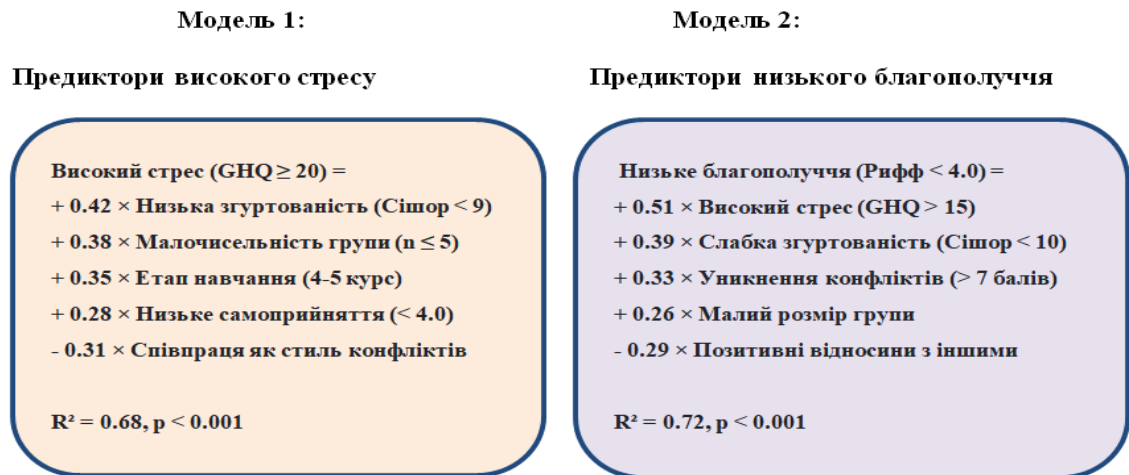 Модель 1:
Предиктори високого стресу
Високий стрес (GHQ ≥ 20) =
+ 0.42 × Низька згуртованість (Сішор < 9)
+ 0.38 × Малочисельність групи (n ≤ 5)
+ 0.35 × Етап навчання (4-5 курс)
+ 0.28 × Низьке самоприйняття (< 4.0)
- 0.31 × Співпраця як стиль конфліктів
R² = 0.68, p < 0.001
Модель 2:
Предиктори низького благополуччя
Низьке благополуччя (Рифф < 4.0) =
+ 0.51 × Високий стрес (GHQ > 15)
+ 0.39 × Слабка згуртованість (Сішор < 10)
+ 0.33 × Уникнення конфліктів (> 7 балів)
+ 0.26 × Малий розмір групи
- 0.29 × Позитивні відносини з іншими
R² = 0.72, p < 0.001